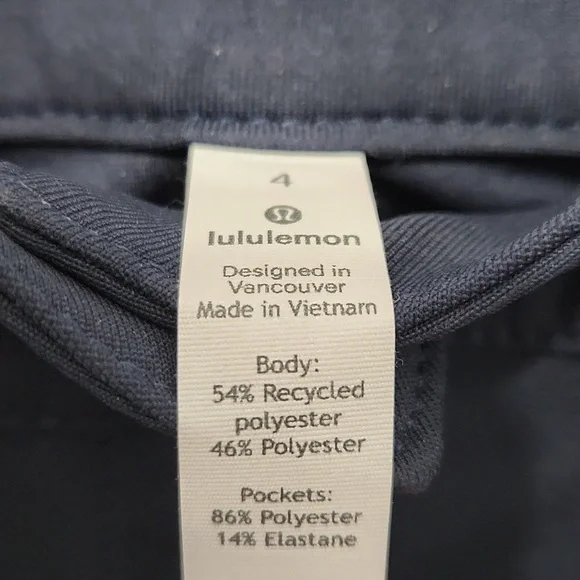 4
lululemon
Designed in
Vancouver
Made in Vietnam
Body:
54% Recycled
polyester
46% Polyester
Pockets:
86% Polyester
14% Elastane